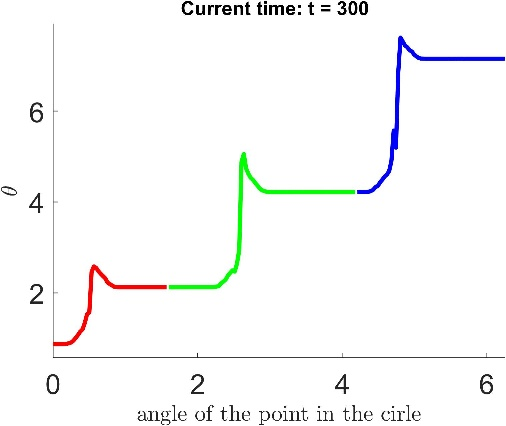 Current time: t = 300
6
4
2
θ
0 2 4 6
angle of the point in the cirle